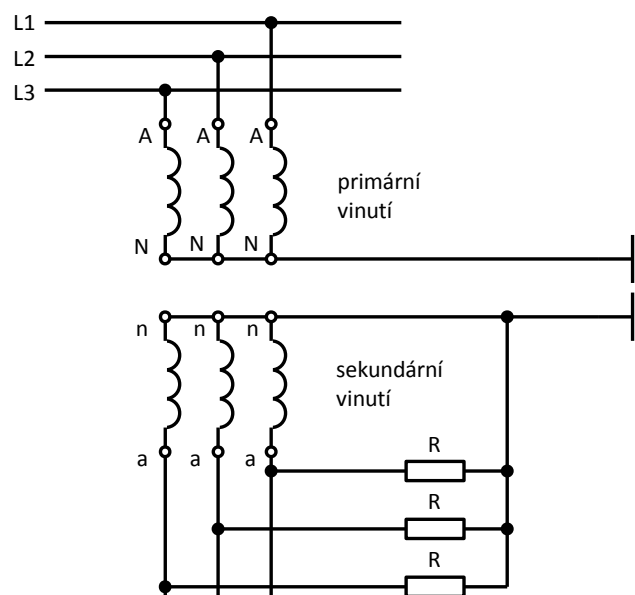 L1
L2
L3
A A A
primární
vinutí
N N N
n n n
sekundární
vinutí
a a a
R
R
R